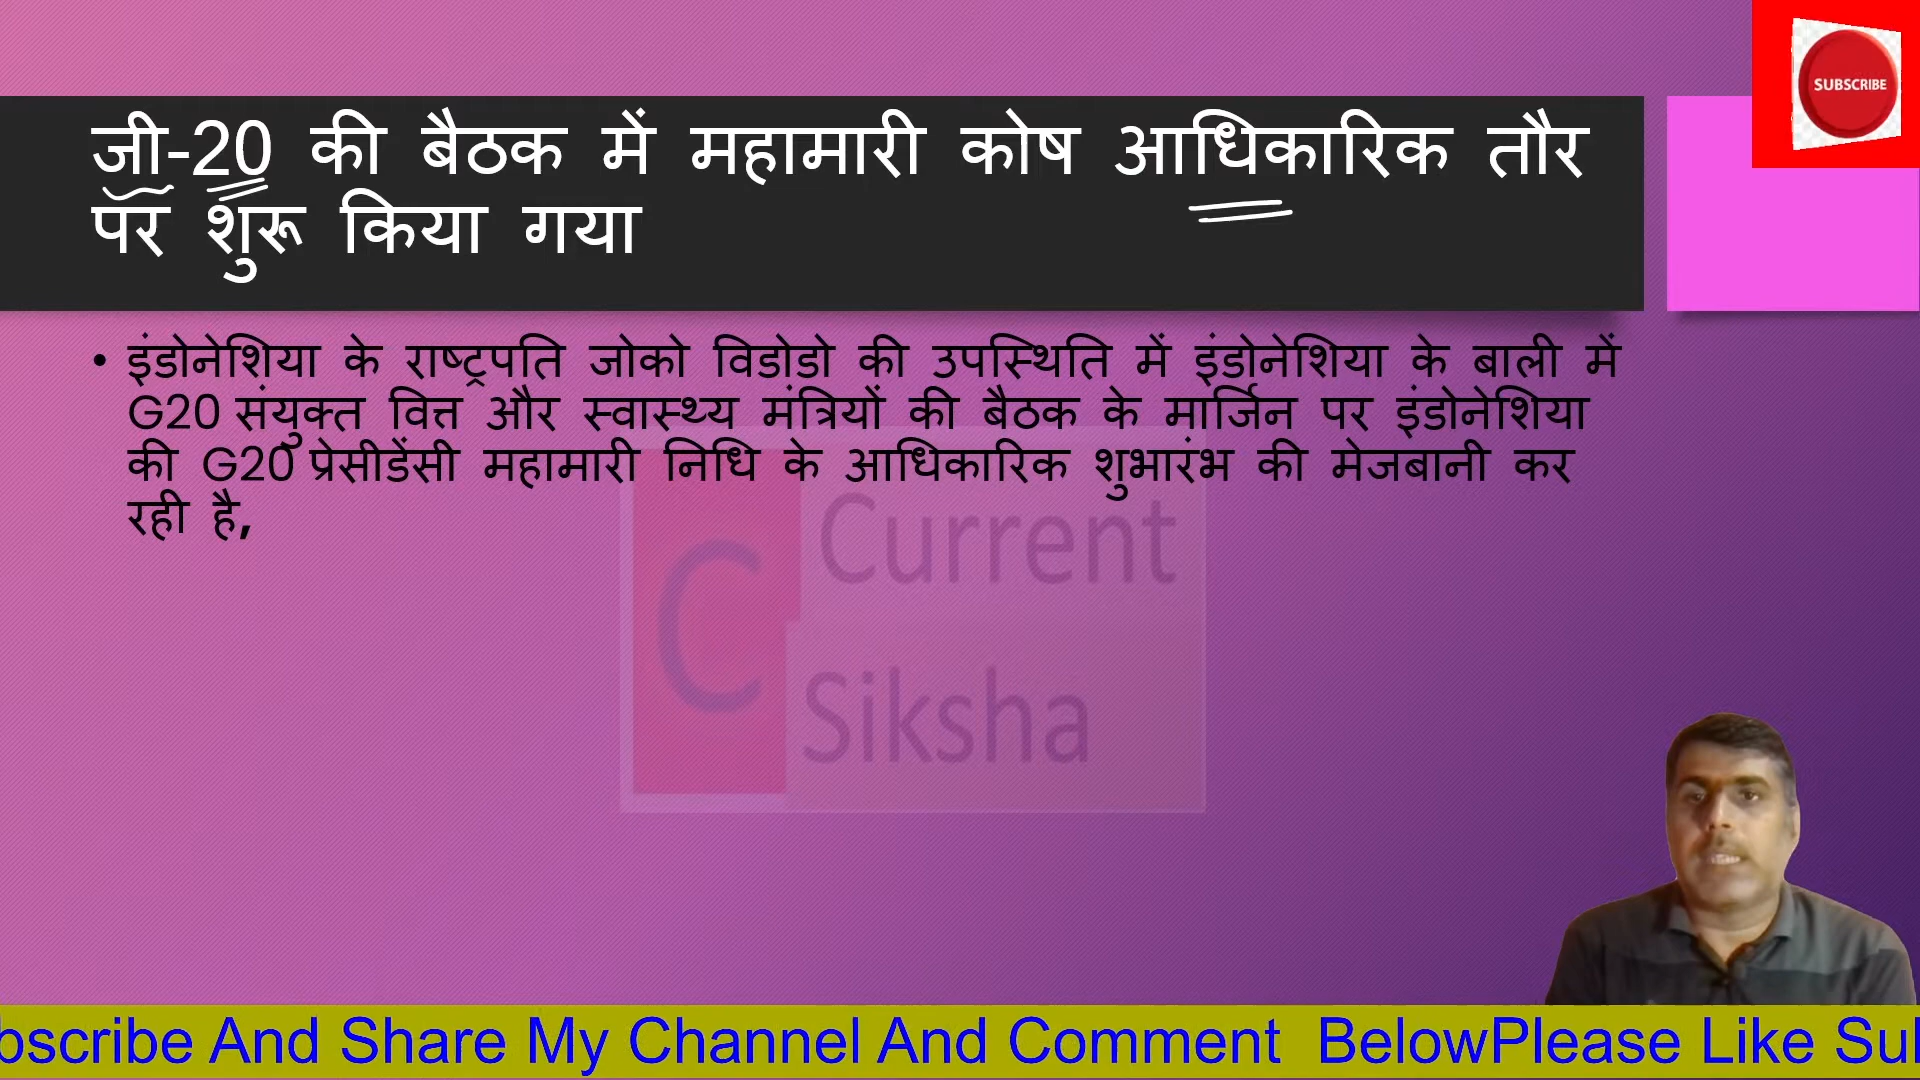 SUBSCRIBE
जी-20 की बैठक में महामारी कोष आधिकारिक तौर
पर शुरू किया गया
• इंडोनेशिया के राष्ट्रपति जोको विडोडो की उपस्थिति में इंडोनेशिया के बाली में
G20 संयुक्त वित्त और स्वास्थ्य मंत्रियों की बैठक के मार्जिन पर इंडोनेशिया
की G20 प्रेसीडेंसी महामारी निधि के आधिकारिक शुभारंभ की मेजबानी कर
रही है,
C Current
Siksha
bscribe And Share My Channel And Comment BelowPlease Like Sul